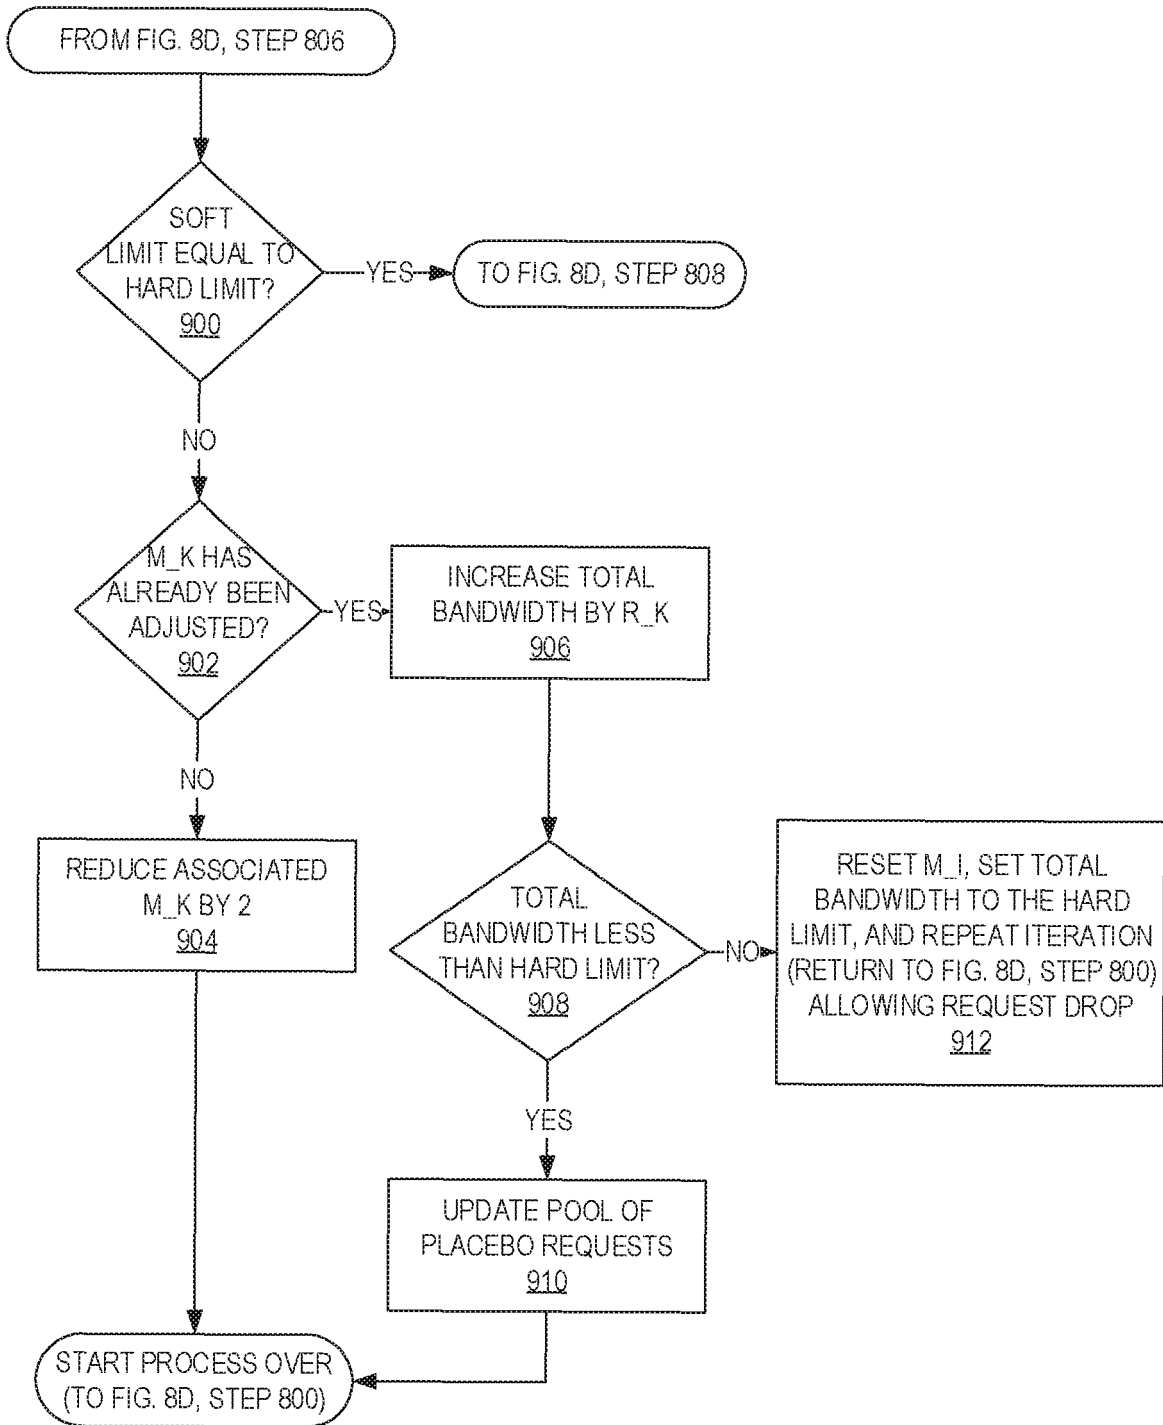 FROM FIG. 8D, STEP 806
SOFT
LIMIT EQUAL TO
HARD LIMIT?
900
YES
TO FIG. 8D, STEP 808
NO
M_K HAS
ALREADY BEEN
ADJUSTED?
902
YES
INCREASE TOTAL
BANDWIDTH BY R_K
906
NO
REDUCE ASSOCIATED
M_K BY 2
904
TOTAL
BANDWIDTH LESS
THAN HARD LIMIT?
908
NO
RESET M_I, SET TOTAL
BANDWIDTH TO THE HARD
LIMIT, AND REPEAT ITERATION
(RETURN TO FIG. 8D, STEP 800)
ALLOWING REQUEST DROP
912
YES
UPDATE POOL OF
PLACEBO REQUESTS
910
START PROCESS OVER
(TO FIG. 8D, STEP 800)